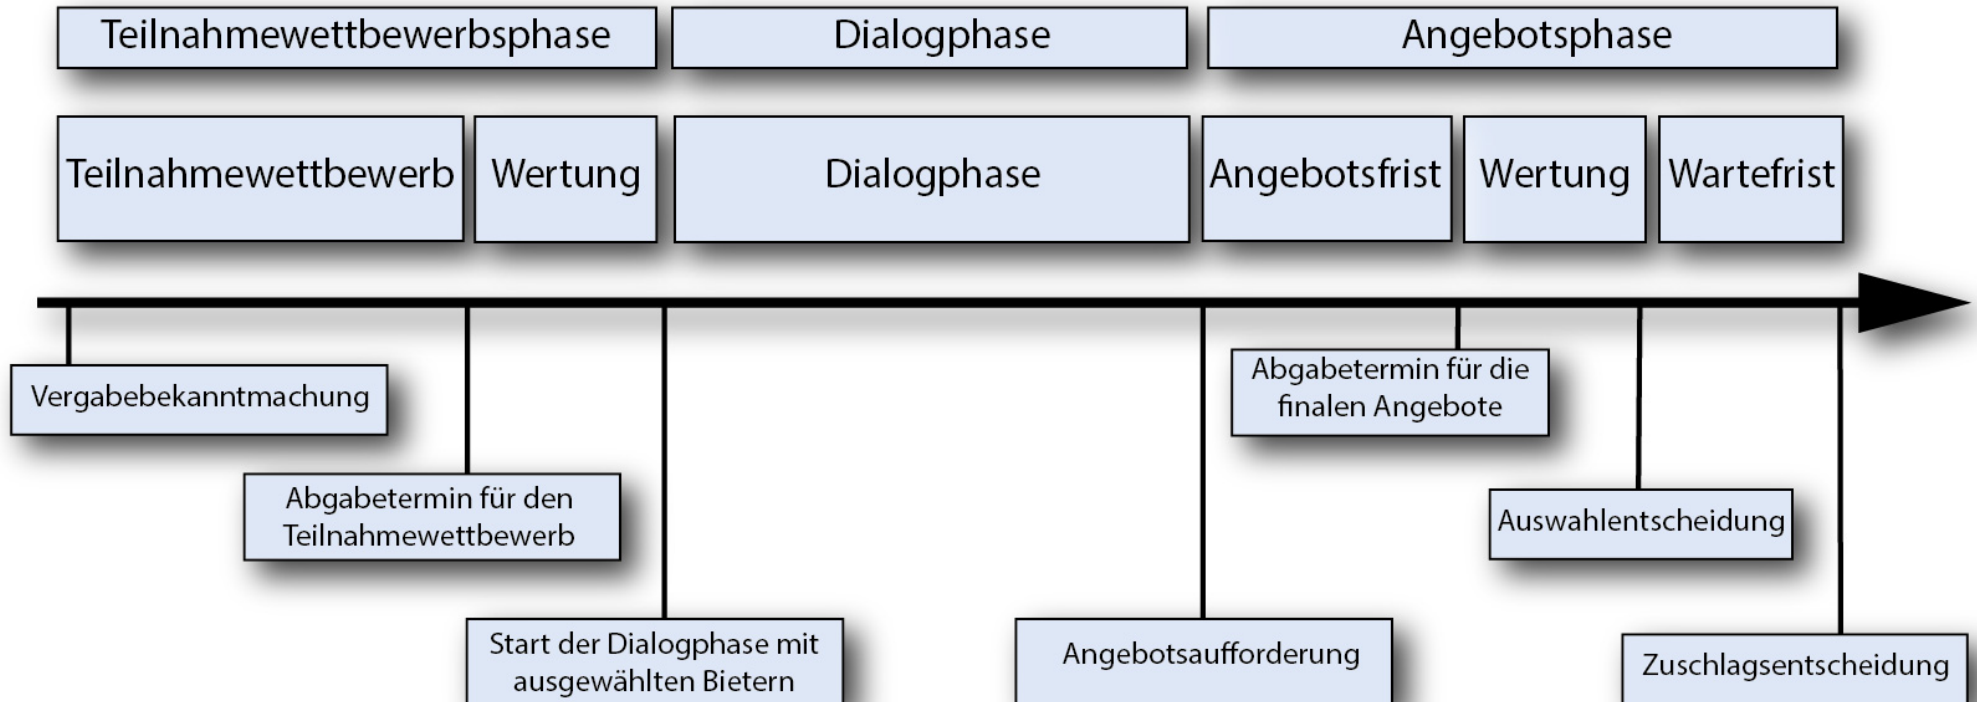 Teilnahmewettbewerbsphase
Dialogphase
Angebotsphase
Teilnahmewettbewerb
Wertung
Dialogphase
Angebotsfrist
Wertung
Wartefrist
Vergabebekanntmachung
Abgabetermin für den
Teilnahmewettbewerb
Start der Dialogphase mit
ausgewählten Bietern
Angebotsaufforderung
Abgabetermin für die
finalen Angebote
Auswahlentscheidung
Zuschlagsentscheidung